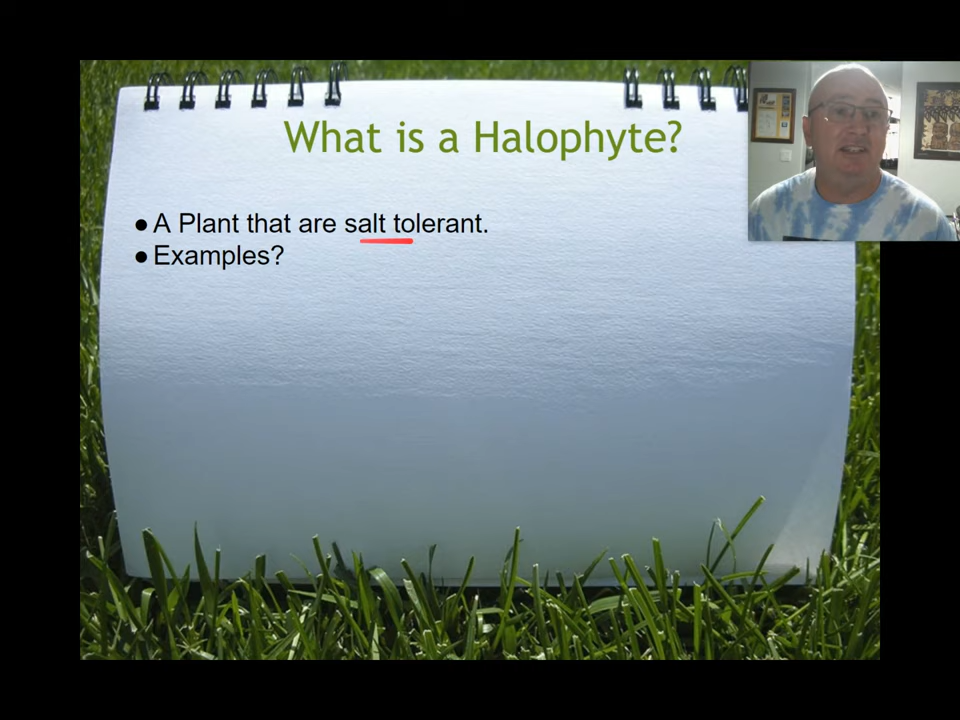 What is a Halophyte?
● A Plant that are salt tolerant.
● Examples?